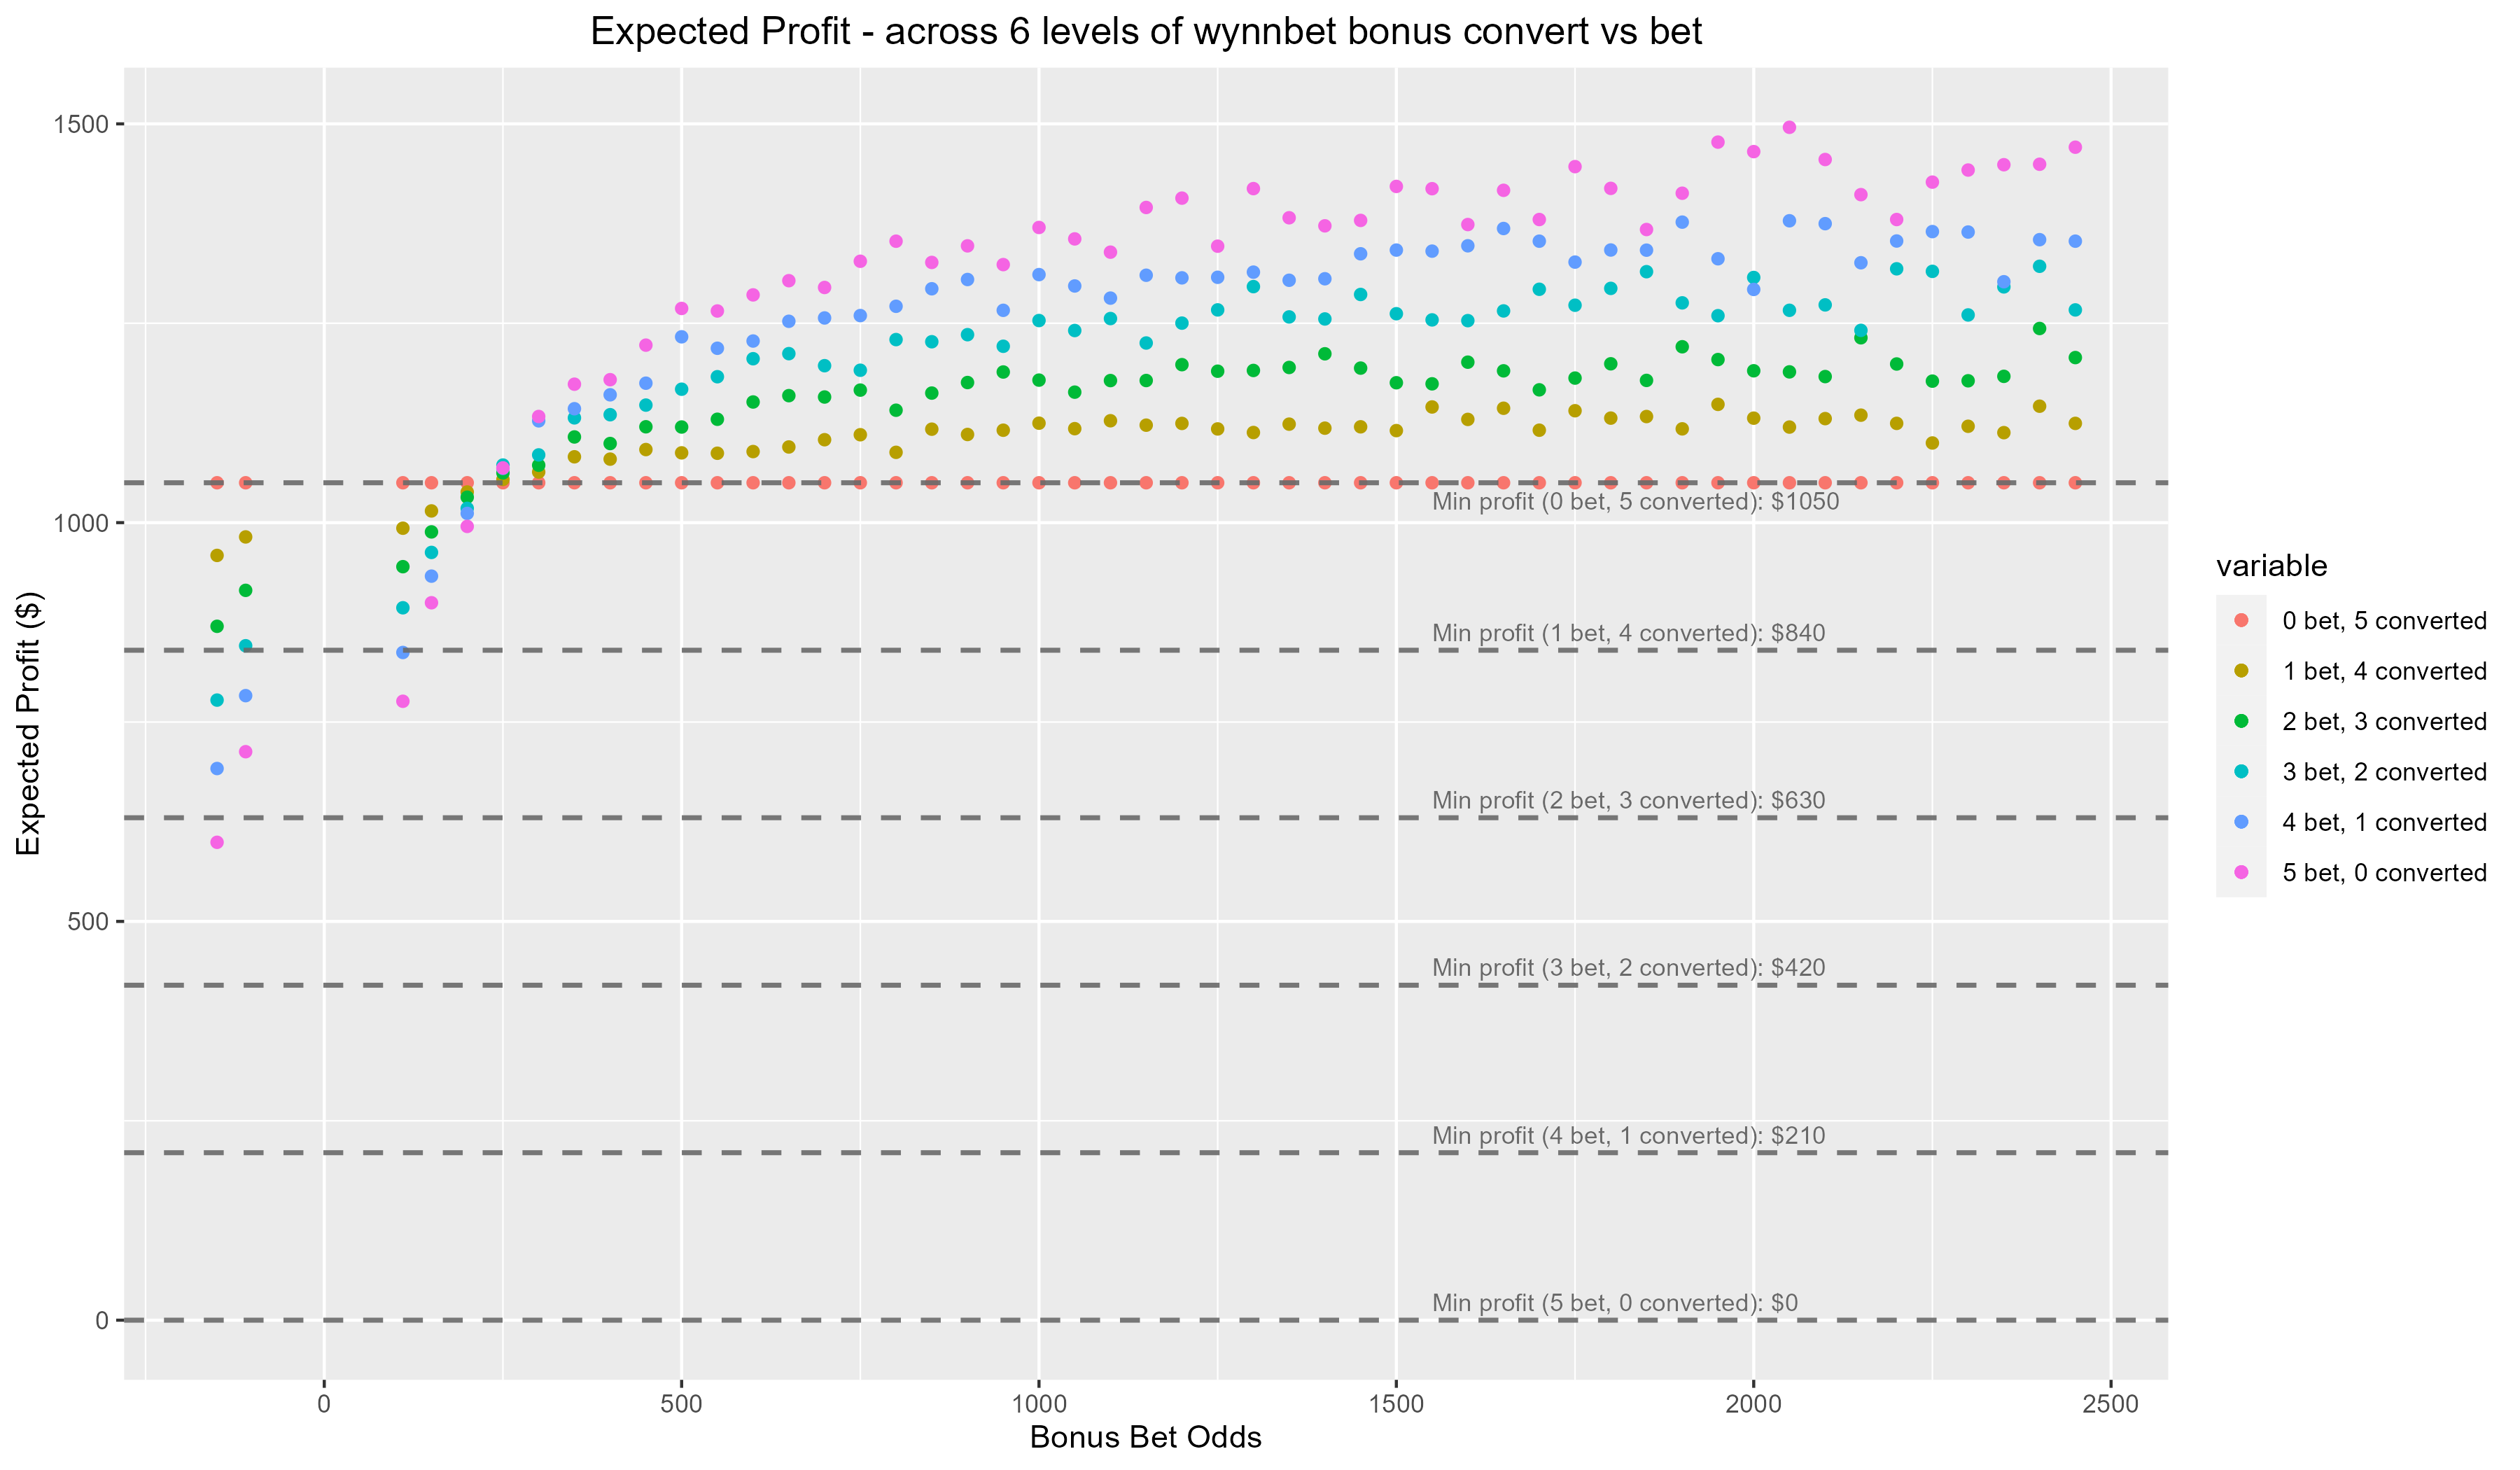 Expected Profit - across 6 levels of wynnbet bonus convert vs bet
Expected Profit ($)
1500
1000
500
0
Min profit (0 bet, 5 converted): $1050
Min profit (1 bet, 4 converted): $840
Min profit (2 bet, 3 converted): $630
Min profit (3 bet, 2 converted): $420
Min profit (4 bet, 1 converted): $210
Min profit (5 bet, 0 converted): $0
0 500 1000 1500 2000 2500
Bonus Bet Odds
variable
0 bet, 5 converted
1 bet, 4 converted
2 bet, 3 converted
3 bet, 2 converted
4 bet, 1 converted
5 bet, 0 converted